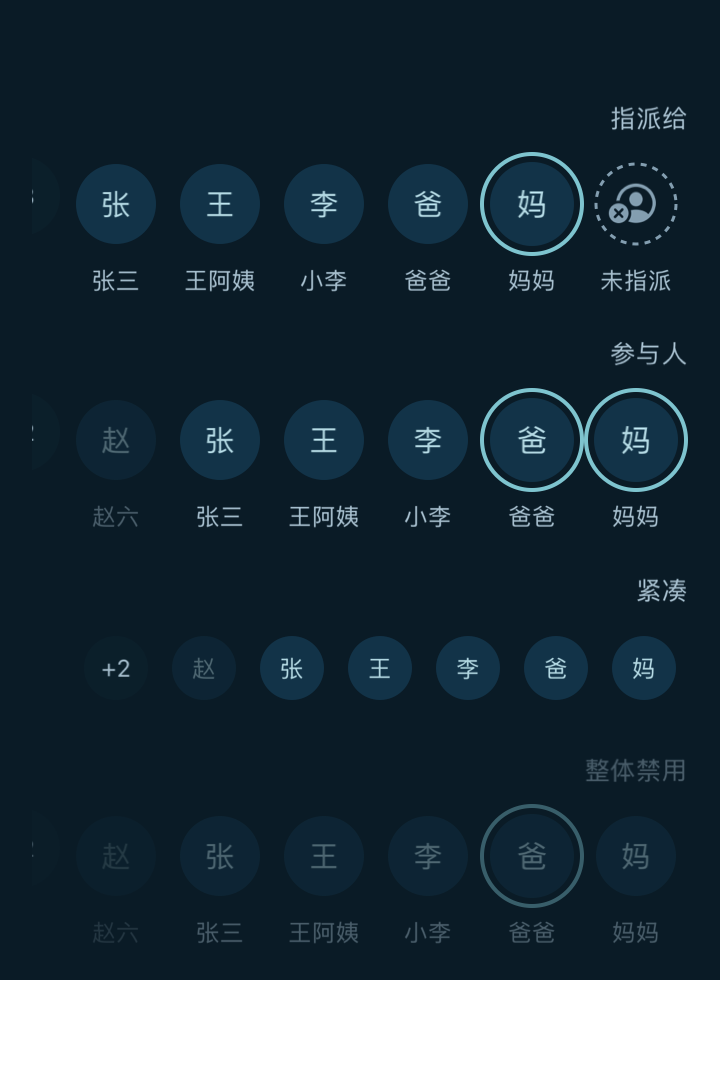 指派给
张 王 李 爸 妈
张三 王阿姨 小李 爸爸 妈妈 未指派
参与人
赵 张 王 李 爸 妈
赵六 张三 王阿姨 小李 爸爸 妈妈
紧凑
+2 赵 张 王 李 爸 妈
整体禁用
赵 张 王 李 爸 妈
赵六 张三 王阿姨 小李 爸爸 妈妈